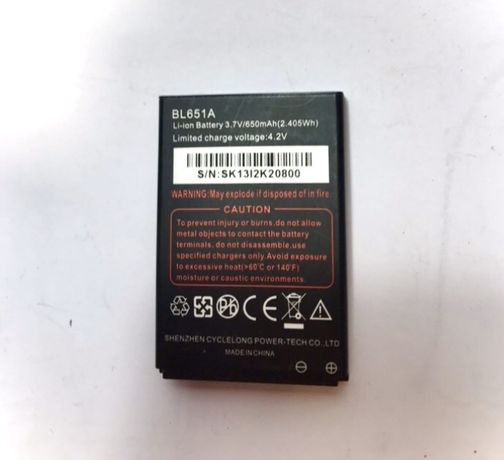 BL651A
Li-ion Battery 3.7V/650mAh(2.405Wh)
Limited charge voltage:4.2V
S/N:SK13I2K20800
WARNING:May explode if disposed of in fire
CAUTION
To prevent injury or burns,do not allow
metal objects to contact the battery
terminals, do not disassemble,use
specified chargers only.Avoid exposure
to excessive heat(>60℃ or 140℉)
moisture or caustic environments.
SHENZHEN CYCLELONG POWER-TECH CO.,LTD
MADE IN CHINA